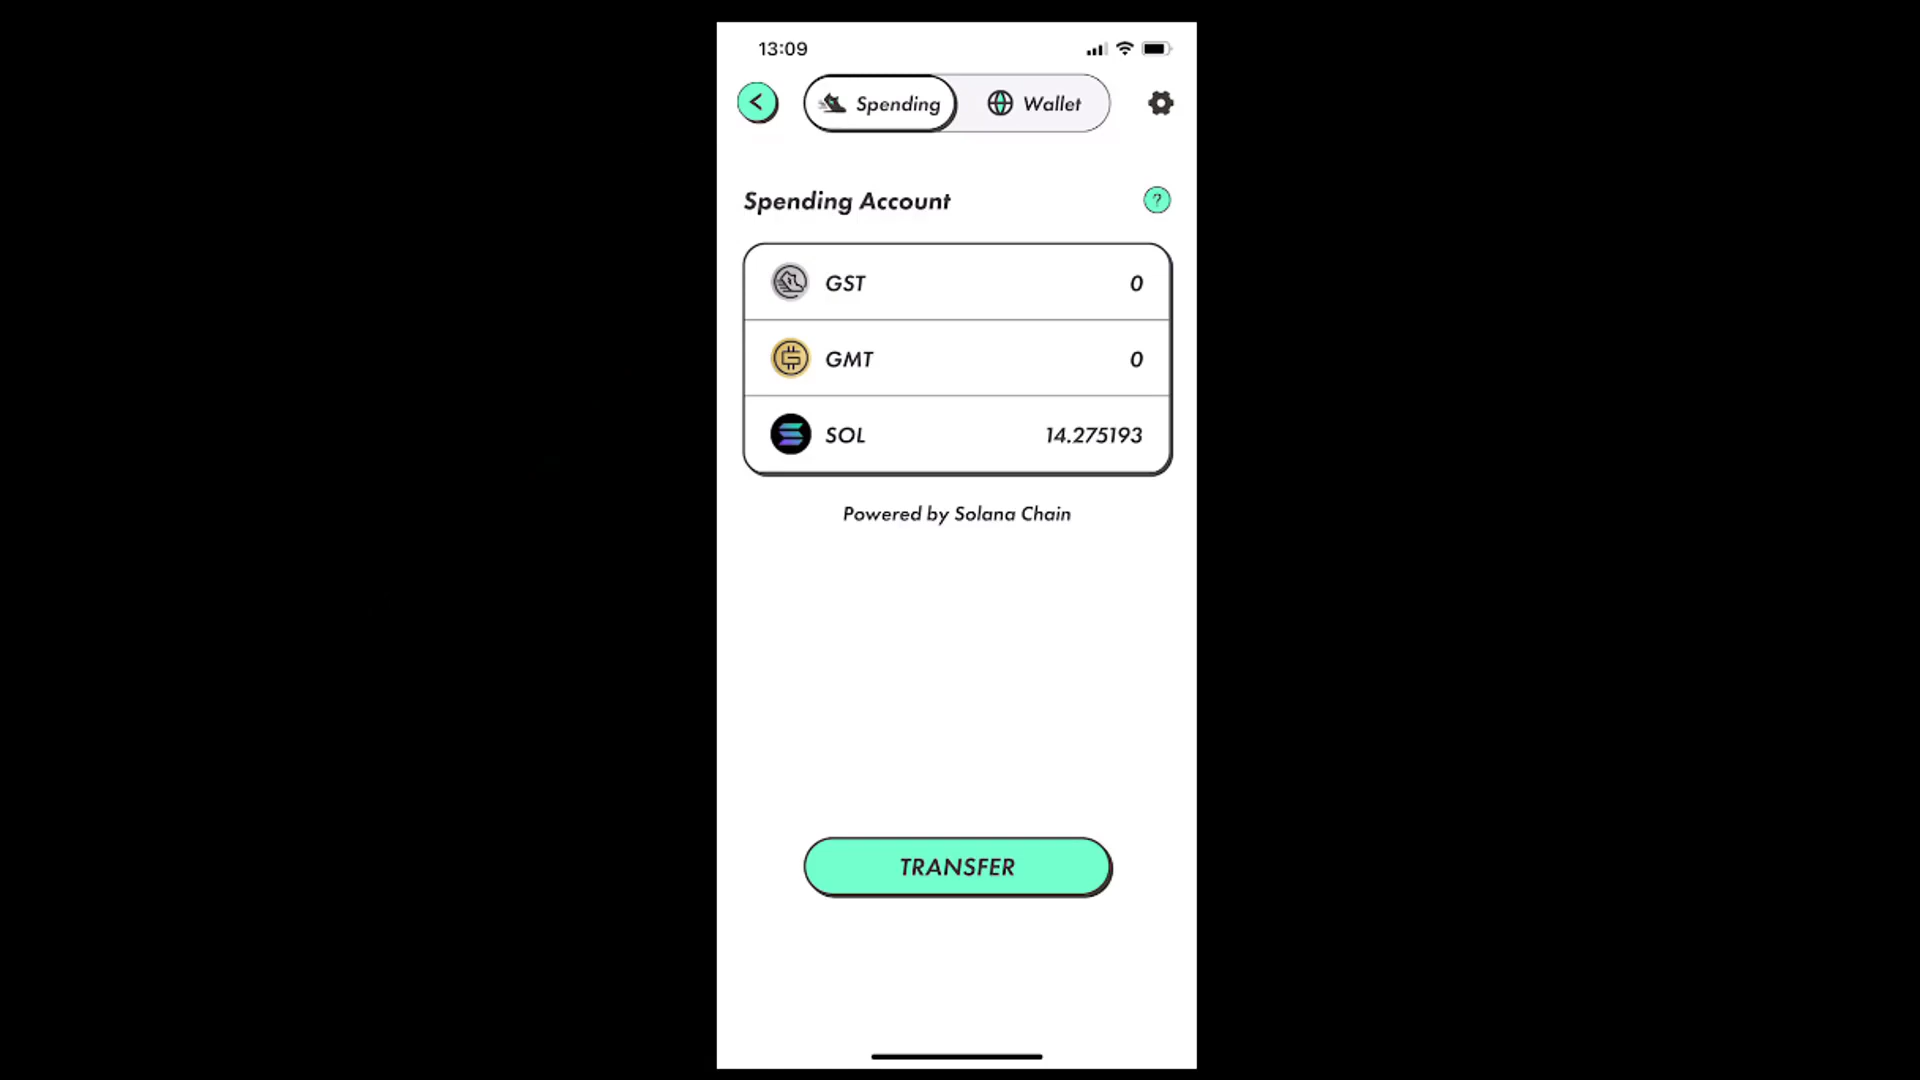 13:09
Spending
Wallet
Spending Account
?
GST 0
GMT 0
SOL 14.275193
Powered by Solana Chain
TRANSFER